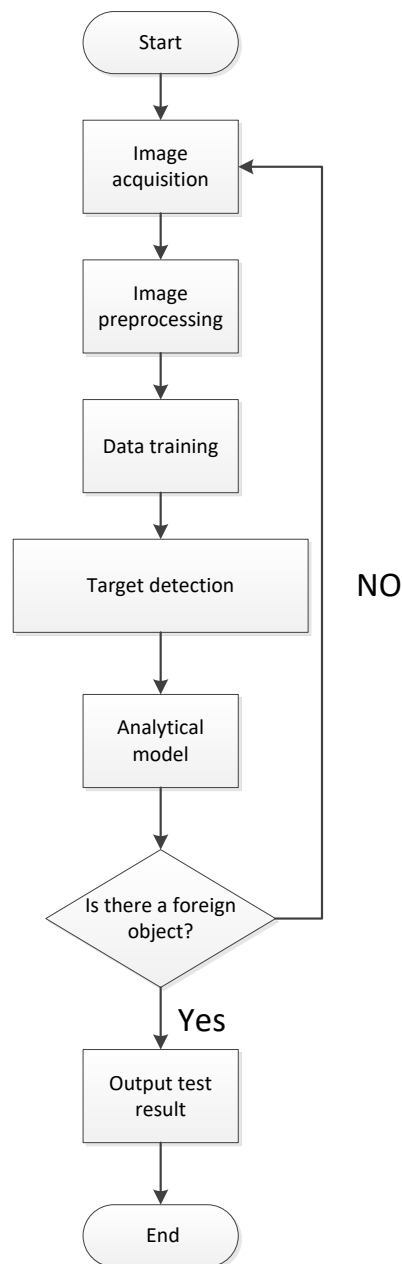 Start
Image
acquisition
Image
preprocessing
Data training
Target detection
NO
Analytical
model
Is there a foreign
object?
Yes
Output test
result
End